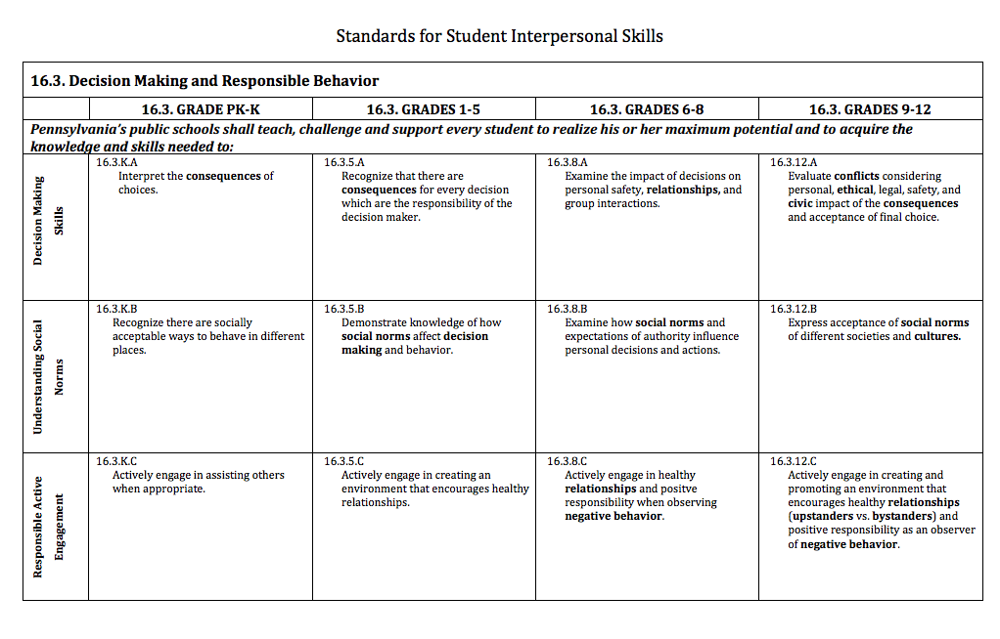 Standards for Student Interpersonal Skills
16.3. Decision Making and Responsible Behavior
16.3. GRADE PK-K
16.3. GRADES 1-5
16.3. GRADES 6-8
16.3. GRADES 9-12
Pennsylvania's public schools shall teach, challenge and support every student to realize his or her maximum potential and to acquire the
knowledge and skills needed to:
Decision Making
Skills
16.3.K.A
Interpret the consequences of
choices.
16.3.5.A
Recognize that there are
consequences for every decision
which are the responsibility of the
decision maker.
16.3.8.A
Examine the impact of decisions on
personal safety, relationships, and
group interactions.
16.3.12.A
Evaluate conflicts considering
personal, ethical, legal, safety, and
civic impact of the consequences
and acceptance of final choice.
Understanding Social
Norms
16.3.K.B
Recognize there are socially
acceptable ways to behave in different
places.
16.3.5.B
Demonstrate knowledge of how
social norms affect decision
making and behavior.
16.3.8.B
Examine how social norms and
expectations of authority influence
personal decisions and actions.
16.3.12.B
Express acceptance of social norms
of different societies and cultures.
Responsible Active
Engagement
16.3.K.C
Actively engage in assisting others
when appropriate.
16.3.5.C
Actively engage in creating an
environment that encourages healthy
relationships.
16.3.8.C
Actively engage in healthy
relationships and positve
responsibility when observing
negative behavior.
16.3.12.C
Actively engage in creating and
promoting an environment that
encourages healthy relationships
(upstanders vs. bystanders) and
positive responsibility as an observer
of negative behavior.